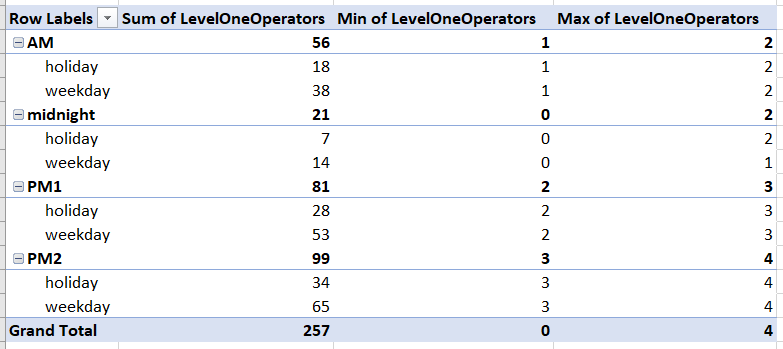 Row Labels Sum of LevelOneOperators Min of LevelOneOperators Max of LevelOneOperators
AM 56 1 2
holiday 18 1 2
weekday 38 1 2
midnight 21 0 2
holiday 7 0 2
weekday 14 0 1
PM1 81 2 3
holiday 28 2 3
weekday 53 2 3
PM2 99 3 4
holiday 34 3 4
weekday 65 3 4
Grand Total 257 0 4